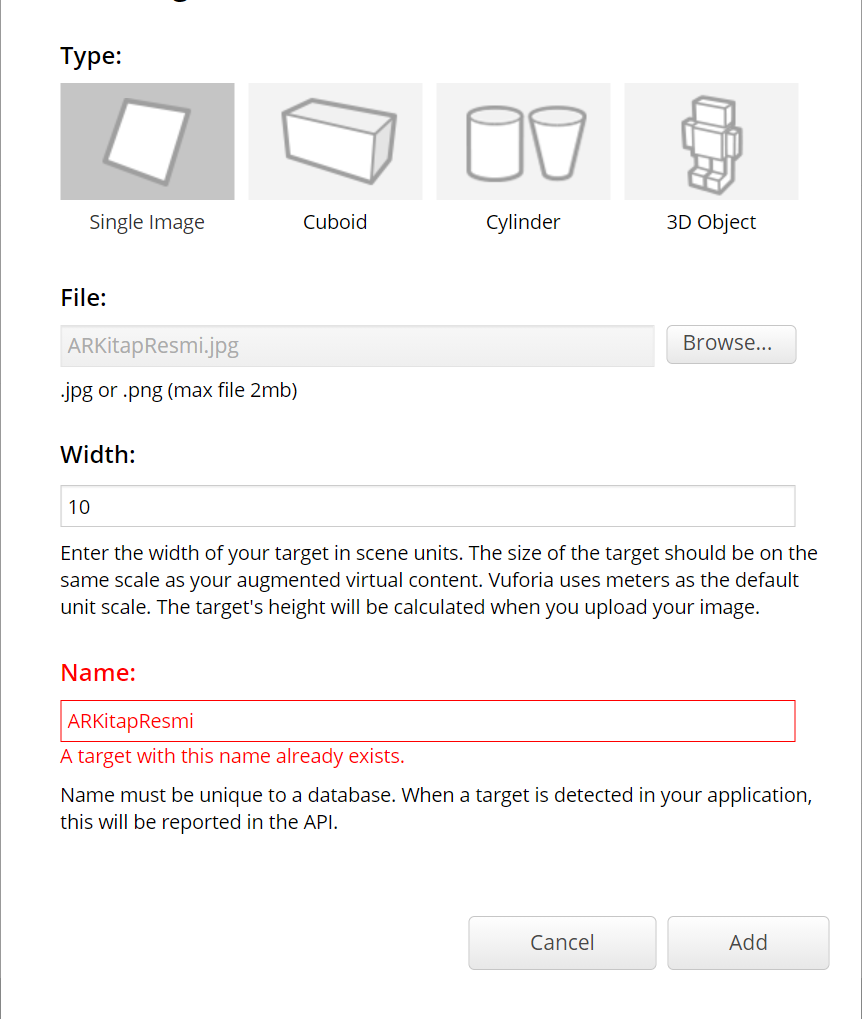 Type:
Single Image
Cuboid
Cylinder
3D Object
File:
ARKitapResmi.jpg
Browse...
.jpg or .png (max file 2mb)
Width:
10
Enter the width of your target in scene units. The size of the target should be on the
same scale as your augmented virtual content. Vuforia uses meters as the default
unit scale. The target's height will be calculated when you upload your image.
Name:
ARKitapResmi
A target with this name already exists.
Name must be unique to a database. When a target is detected in your application,
this will be reported in the API.
Cancel
Add